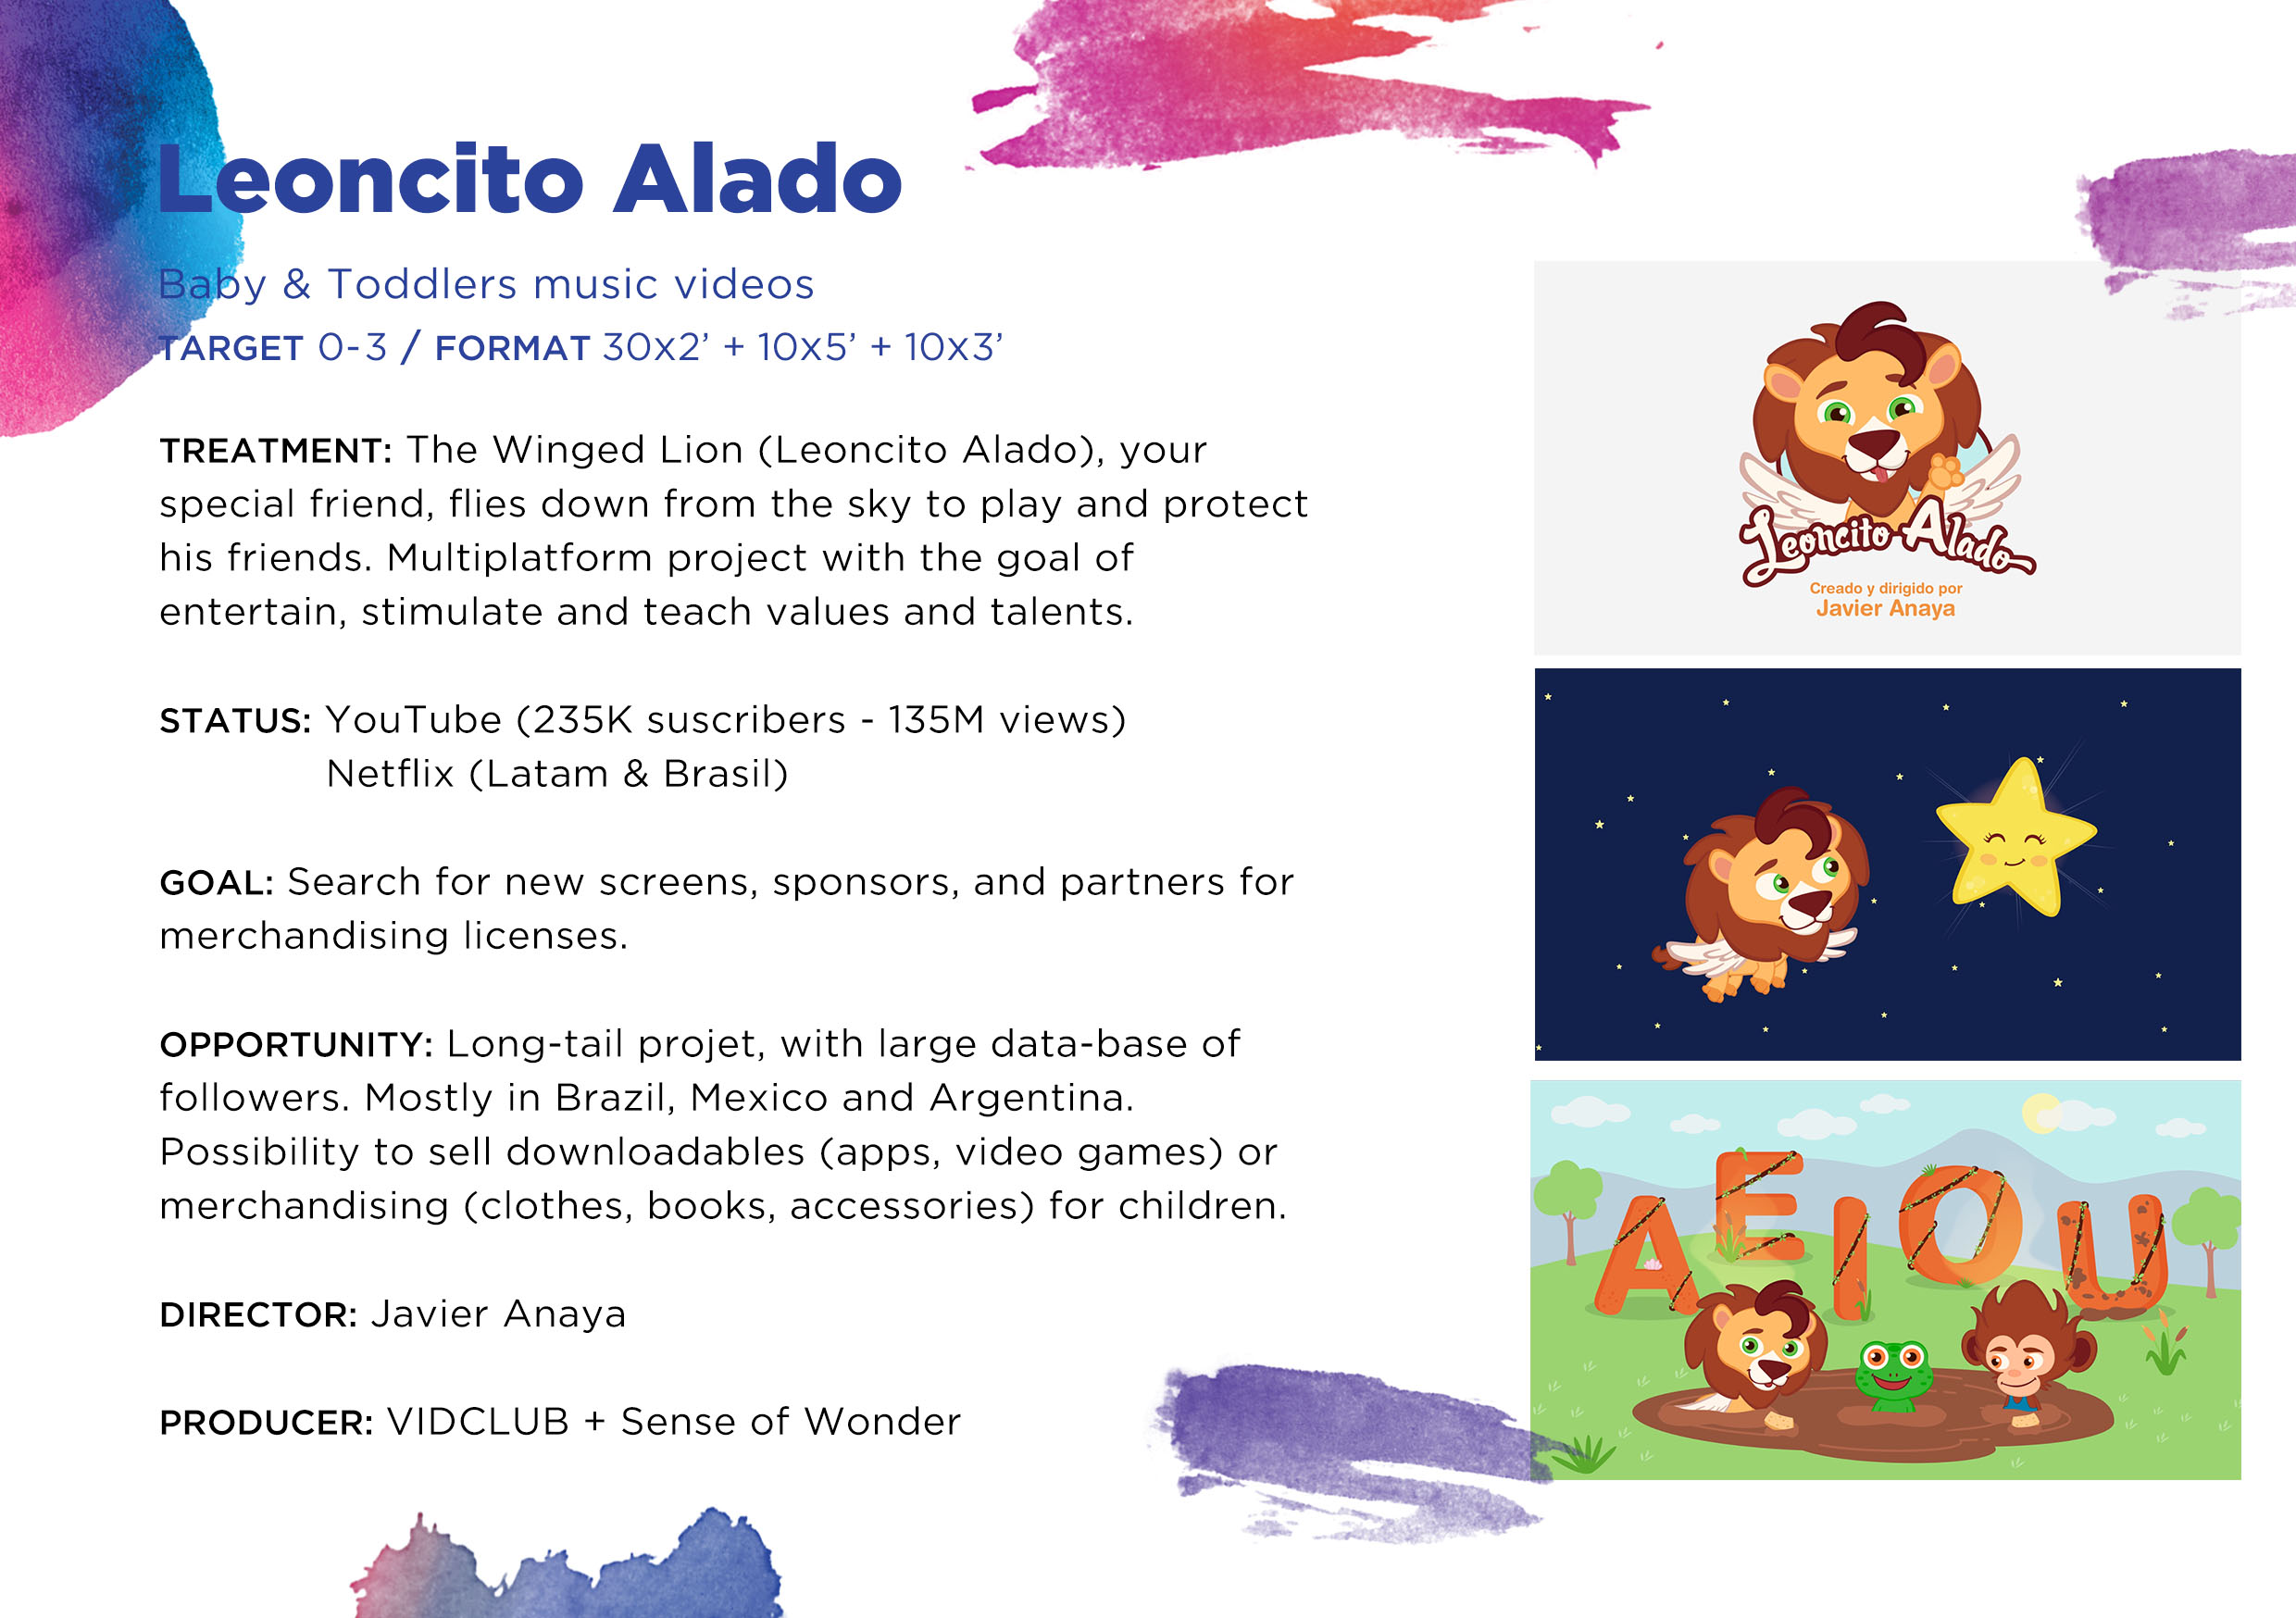 Leoncito Alado
Baby & Toddlers music videos
TARGET 0-3 / FORMAT 30x2’ + 10x5’ + 10x3’
TREATMENT: The Winged Lion (Leoncito Alado), your
special friend, flies down from the sky to play and protect
his friends. Multiplatform project with the goal of
entertain, stimulate and teach values and talents.
STATUS: YouTube (235K suscribers - 135M views)
Netflix (Latam & Brasil)
GOAL: Search for new screens, sponsors, and partners for
merchandising licenses.
OPPORTUNITY: Long-tail projet, with large data-base of
followers. Mostly in Brazil, Mexico and Argentina.
Possibility to sell downloadables (apps, video games) or
merchandising (clothes, books, accessories) for children.
DIRECTOR: Javier Anaya
PRODUCER: VIDCLUB + Sense of Wonder
Leoncito Alado
Creado y dirigido por
Javier Anaya
A E I O U